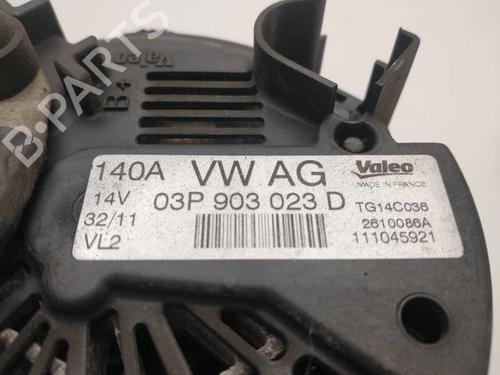 Valeo
B+
140A VW AG Valeo
MADE IN FRANCE
14V 03P 903 023 D TG14C036
32/11 2610086A
VL2 111045921
B-PARTS